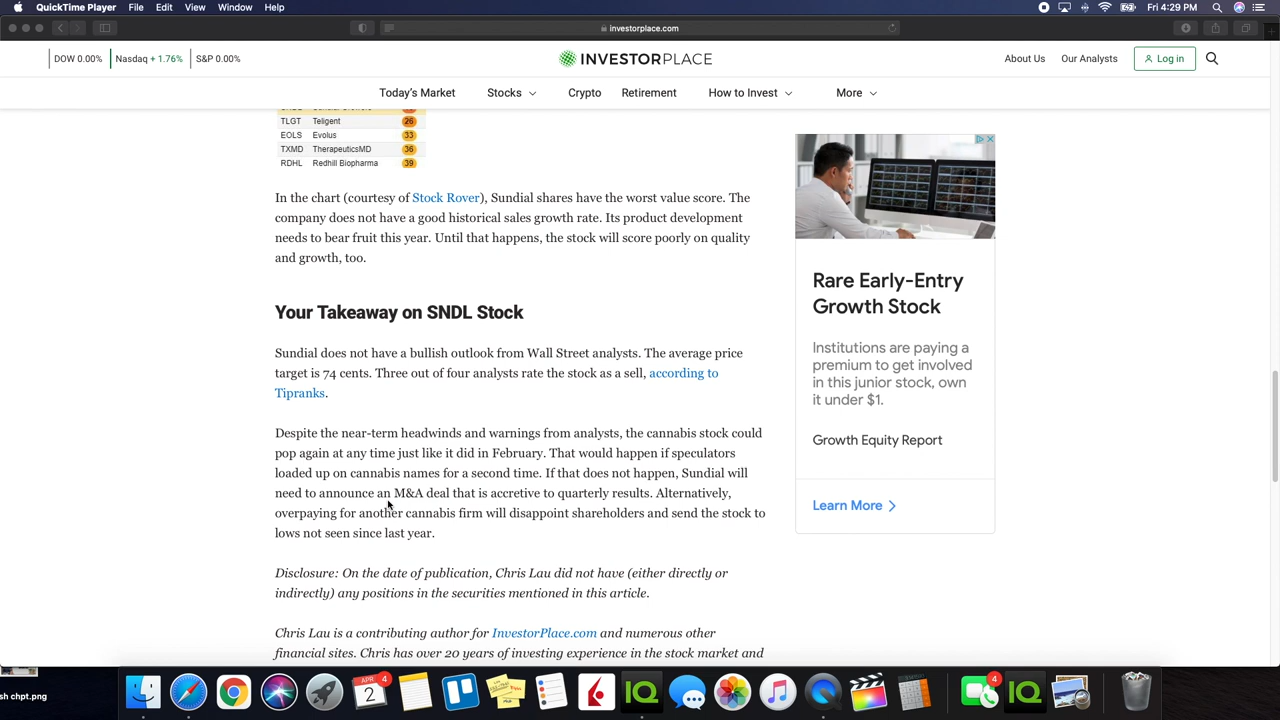 QuickTime Player File Edit View Window Help
Fri 4:29 PM
investorplace.com
DOW 0.00% Nasdaq + 1.76% S&P 0.00%
INVESTORPLACE
About Us Our Analysts Log in
Today's Market Stocks Crypto Retirement How to Invest More
TLGT Teligent 26
EOLS Evolus 33
TXMD TherapeuticsMD 36
RDHL Redhill Biopharma 39
In the chart (courtesy of Stock Rover), Sundial shares have the worst value score. The
company does not have a good historical sales growth rate. Its product development
needs to bear fruit this year. Until that happens, the stock will score poorly on quality
and growth, too.
Your Takeaway on SNDL Stock
Sundial does not have a bullish outlook from Wall Street analysts. The average price
target is 74 cents. Three out of four analysts rate the stock as a sell, according to
Tipranks.
Despite the near-term headwinds and warnings from analysts, the cannabis stock could
pop again at any time just like it did in February. That would happen if speculators
loaded up on cannabis names for a second time. If that does not happen, Sundial will
need to announce an M&A deal that is accretive to quarterly results. Alternatively,
overpaying for another cannabis firm will disappoint shareholders and send the stock to
lows not seen since last year.
Disclosure: On the date of publication, Chris Lau did not have (either directly or
indirectly) any positions in the securities mentioned in this article.
Chris Lau is a contributing author for InvestorPlace.com and numerous other
financial sites. Chris has over 20 years of investing experience in the stock market and
Rare Early-Entry
Growth Stock
Institutions are paying a
premium to get involved
in this junior stock, own
it under $1.
Growth Equity Report
Learn More
sh chpt.png
APR 4
2
IQ
4
IQ